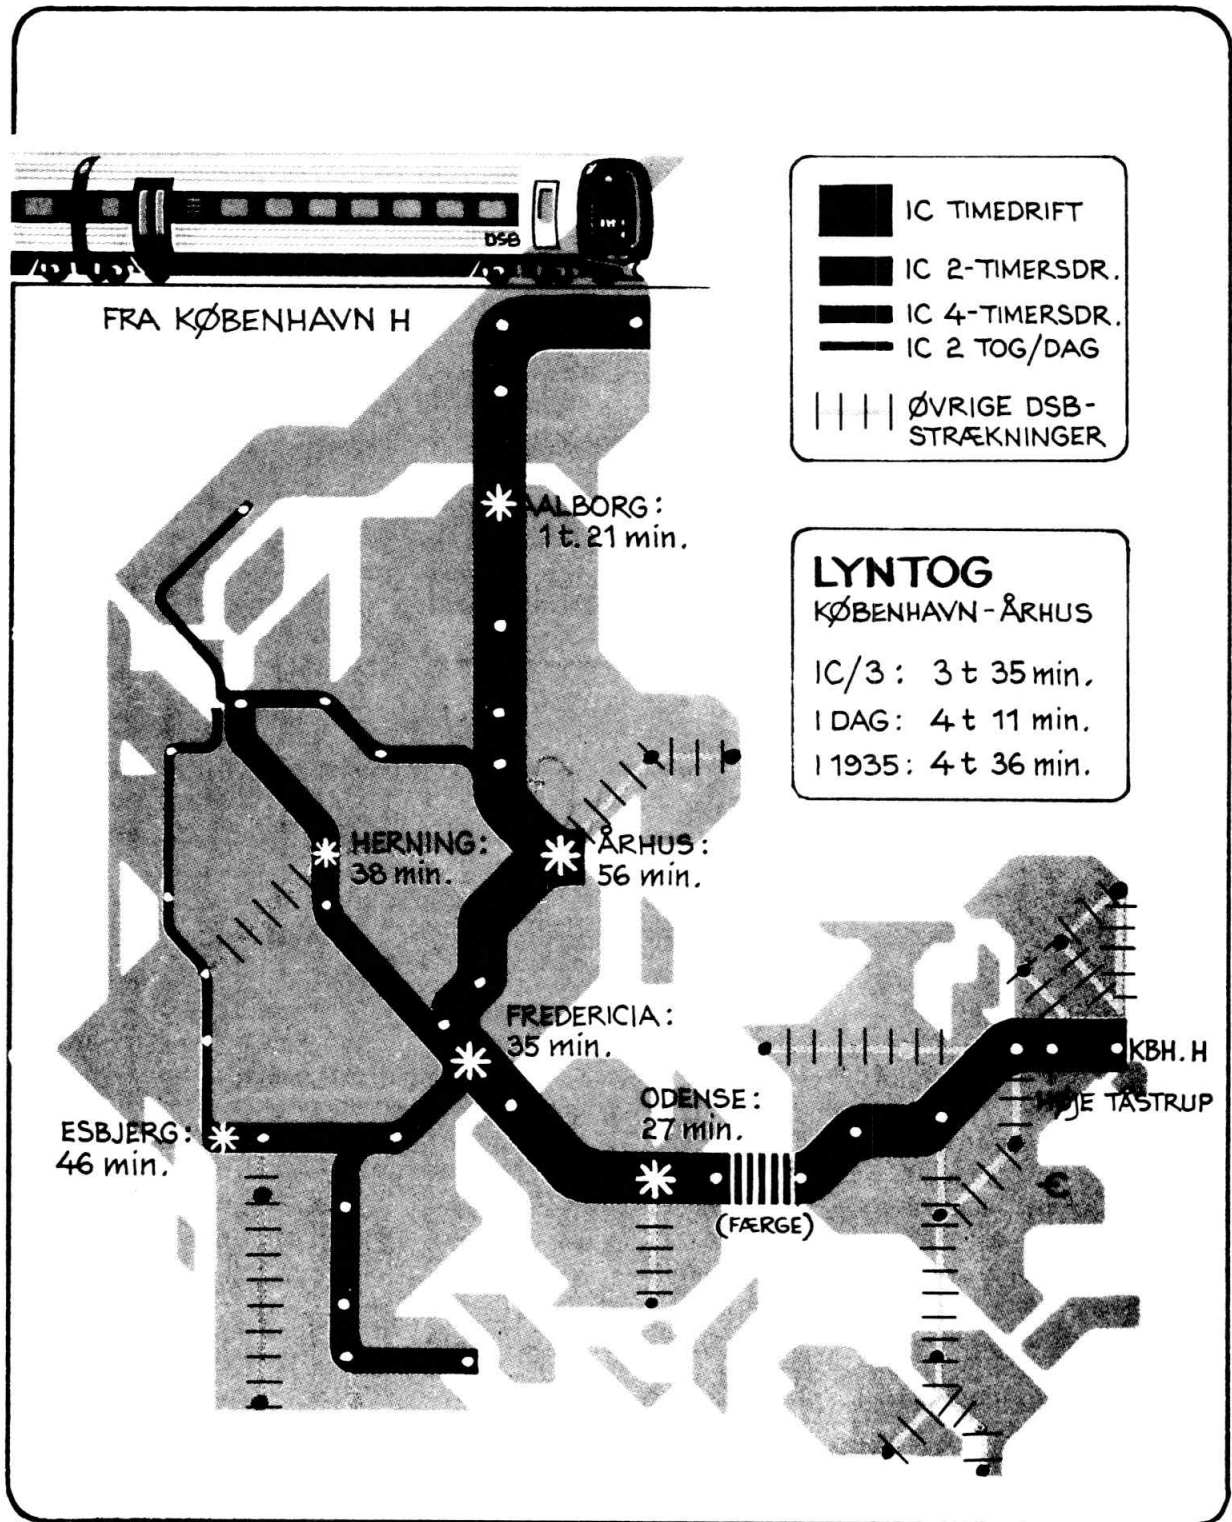 DSB
FRA KØBENHAVN H
IC TIMEDRIFT
IC 2-TIMERSDR.
IC 4-TIMERSDR.
IC 2 TOG/DAG
ØVRIGE DSB-
STRÆKNINGER
AALBORG:
1 t. 21 min.
LYNTOG
KØBENHAVN-ÅRHUS
IC/3: 3 t 35 min.
I DAG: 4 t 11 min.
I 1935: 4 t 36 min.
HERNING:
38 min.
ÅRHUS:
56 min.
FREDERICIA:
35 min.
KBH. H
HØJE TÅSTRUP
ODENSE:
27 min.
ESBJERG:
46 min.
(FÆRGE)